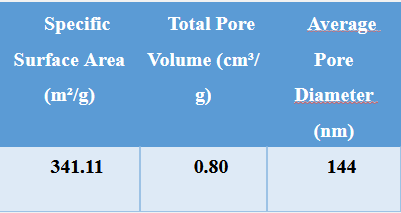 Specific Surface Area (m²/g)
Total Pore Volume (cm³/g)
Average Pore Diameter (nm)
341.11
0.80
144